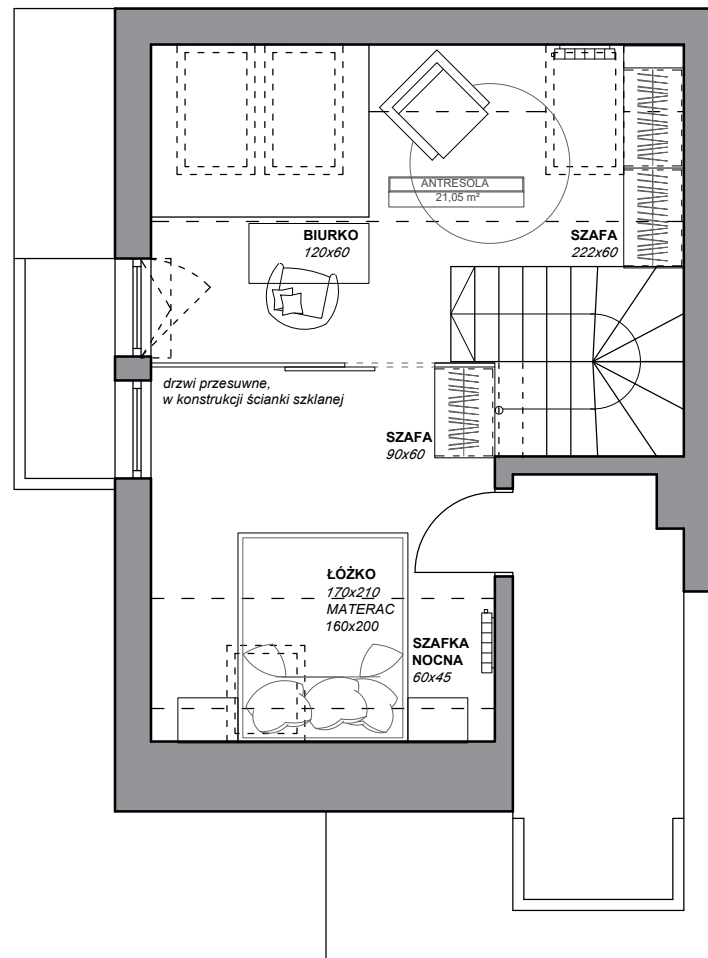 ANTRESOLA
21,05 m²
BIURKO
120x60
SZAFA
222x60
drzwi przesuwne,
w konstrukcji ścianki szklanej
SZAFA
90x60
ŁÓŻKO
170x210
MATERAC
160x200
SZAFKA
NOCNA
60x45